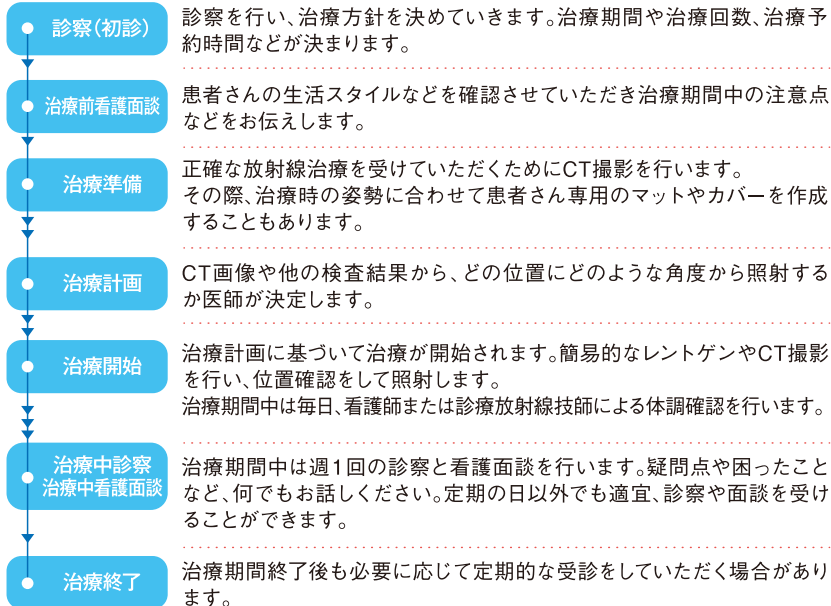 診察（初診）
診察を行い、治療方針を決めていきます。治療期間や治療回数、治療予
約時間などが決まります。
治療前看護面談
患者さんの生活スタイルなどを確認させていただき治療期間中の注意点
などをお伝えします。
治療準備
正確な放射線治療を受けていただくためにCT撮影を行います。
その際、治療時の姿勢に合わせて患者さん専用のマットやカバーを作成
することもあります。
治療計画
CT画像や他の検査結果から、どの位置にどのような角度から照射する
か医師が決定します。
治療開始
治療計画に基づいて治療が開始されます。簡易的なレントゲンやCT撮影
を行い、位置確認をして照射します。
治療期間中は毎日、看護師または診療放射線技師による体調確認を行います。
治療中診察
治療中看護面談
治療期間中は週1回の診察と看護面談を行います。疑問点や困ったこと
など、何でもお話しください。定期の日以外でも適宜、診察や面談を受け
ることができます。
治療終了
治療期間終了後も必要に応じて定期的な受診をしていただく場合があり
ます。